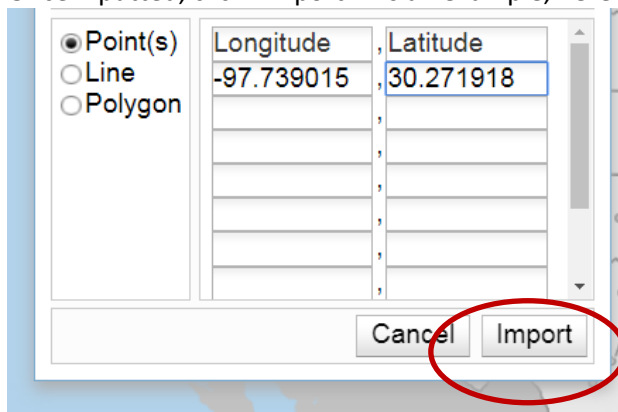 Point(s)
Line
Polygon
Longitude , Latitude
-97.739015 , 30.271918
,
,
,
,
,
,
Cancel Import